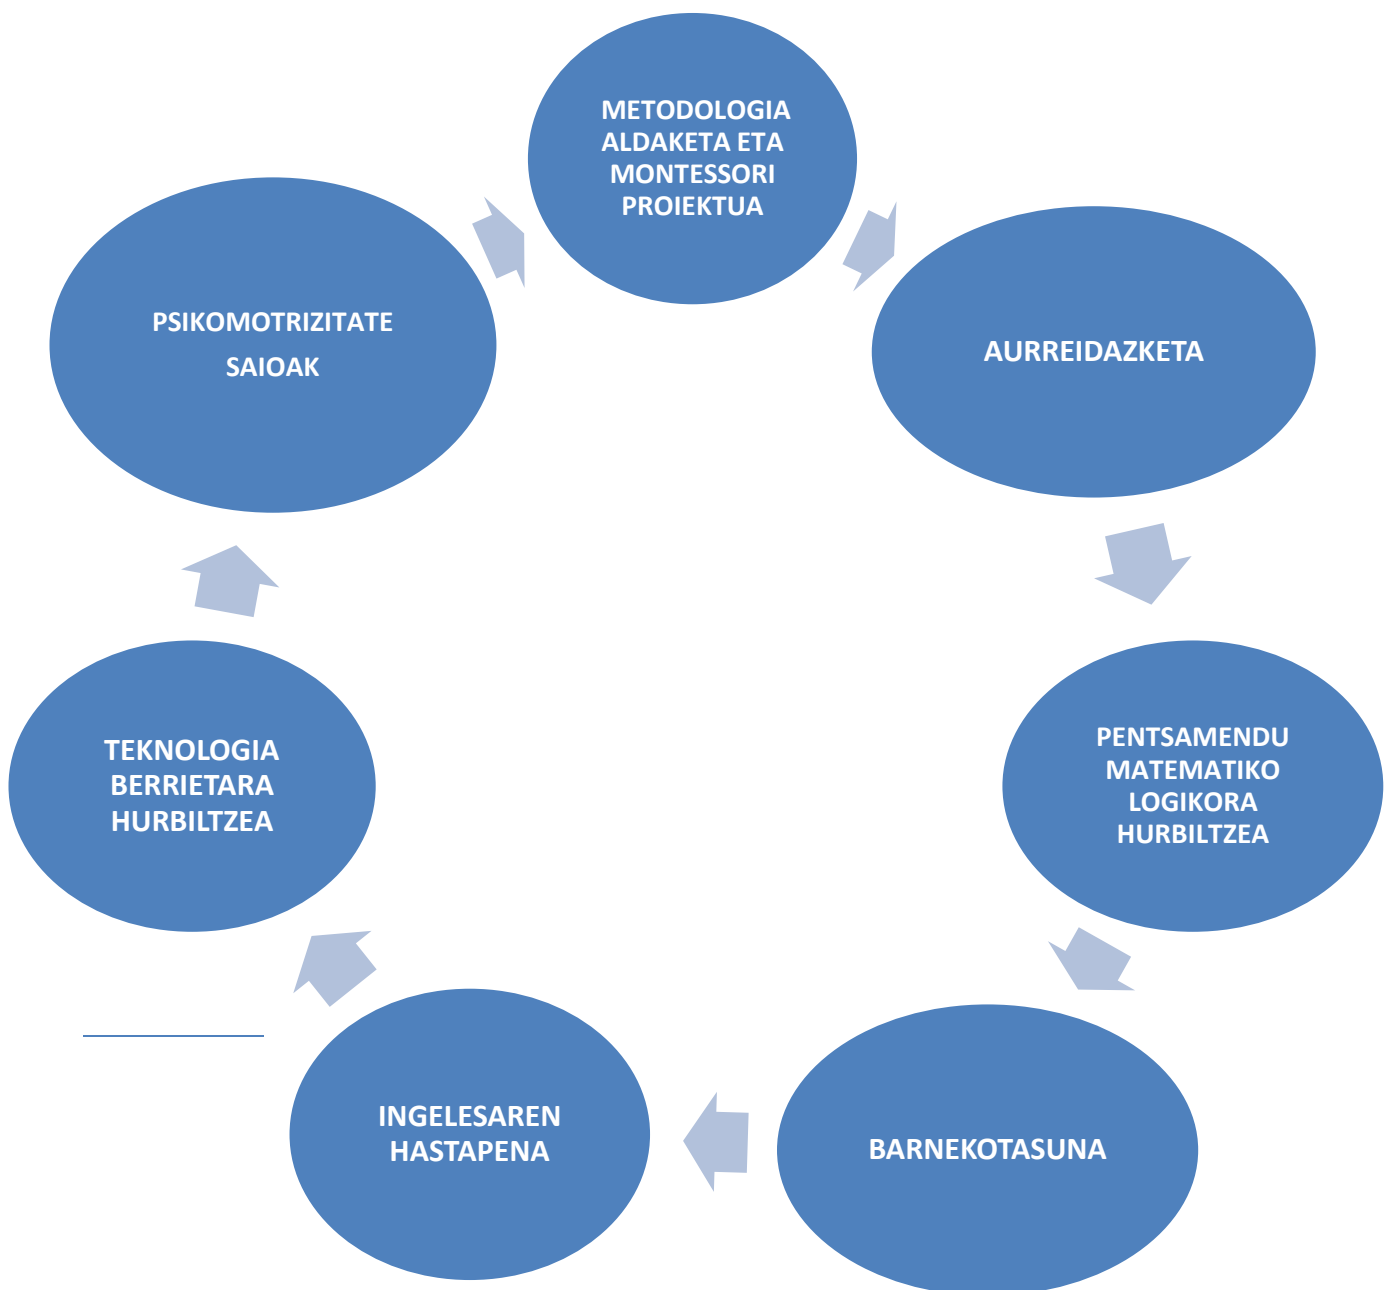 METODOLOGIA
ALDAKETA ETA
MONTESSORI
PROIEKTUA
AURREIDAZKETA
PENTSAMENDU
MATEMATIKO
LOGIKORA
HURBILTZEA
BARNEKOTASUNA
INGELESAREN
HASTAPENA
TEKNOLOGIA
BERRIETARA
HURBILTZEA
PSIKOMOTRIZITATE
SAIOAK